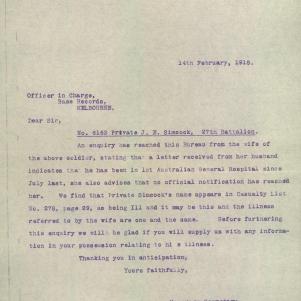 14th February, 1918.
Officer in Charge,
Base Records,
MELBOURNE.
Dear Sir,
No. 6162 Private J. E. Simcock, 27th Battalion.
An enquiry has reached this Bureau from the wife of
the above soldier, stating that a letter received from her husband
indicates that he has been in 1st Australian General Hospital since
July last, she also advises that no official notification has reached
her. We find that Private Simcock's name appears in Casualty List
No. 278, page 29, as being Ill and it may be this and the illness
referred to by the wife are one and the same. Before furthering
this enquiry we will be glad if you will supply us with any informa-
tion in your possession relating to his illness.
Thanking you in anticipation,
Yours faithfully,